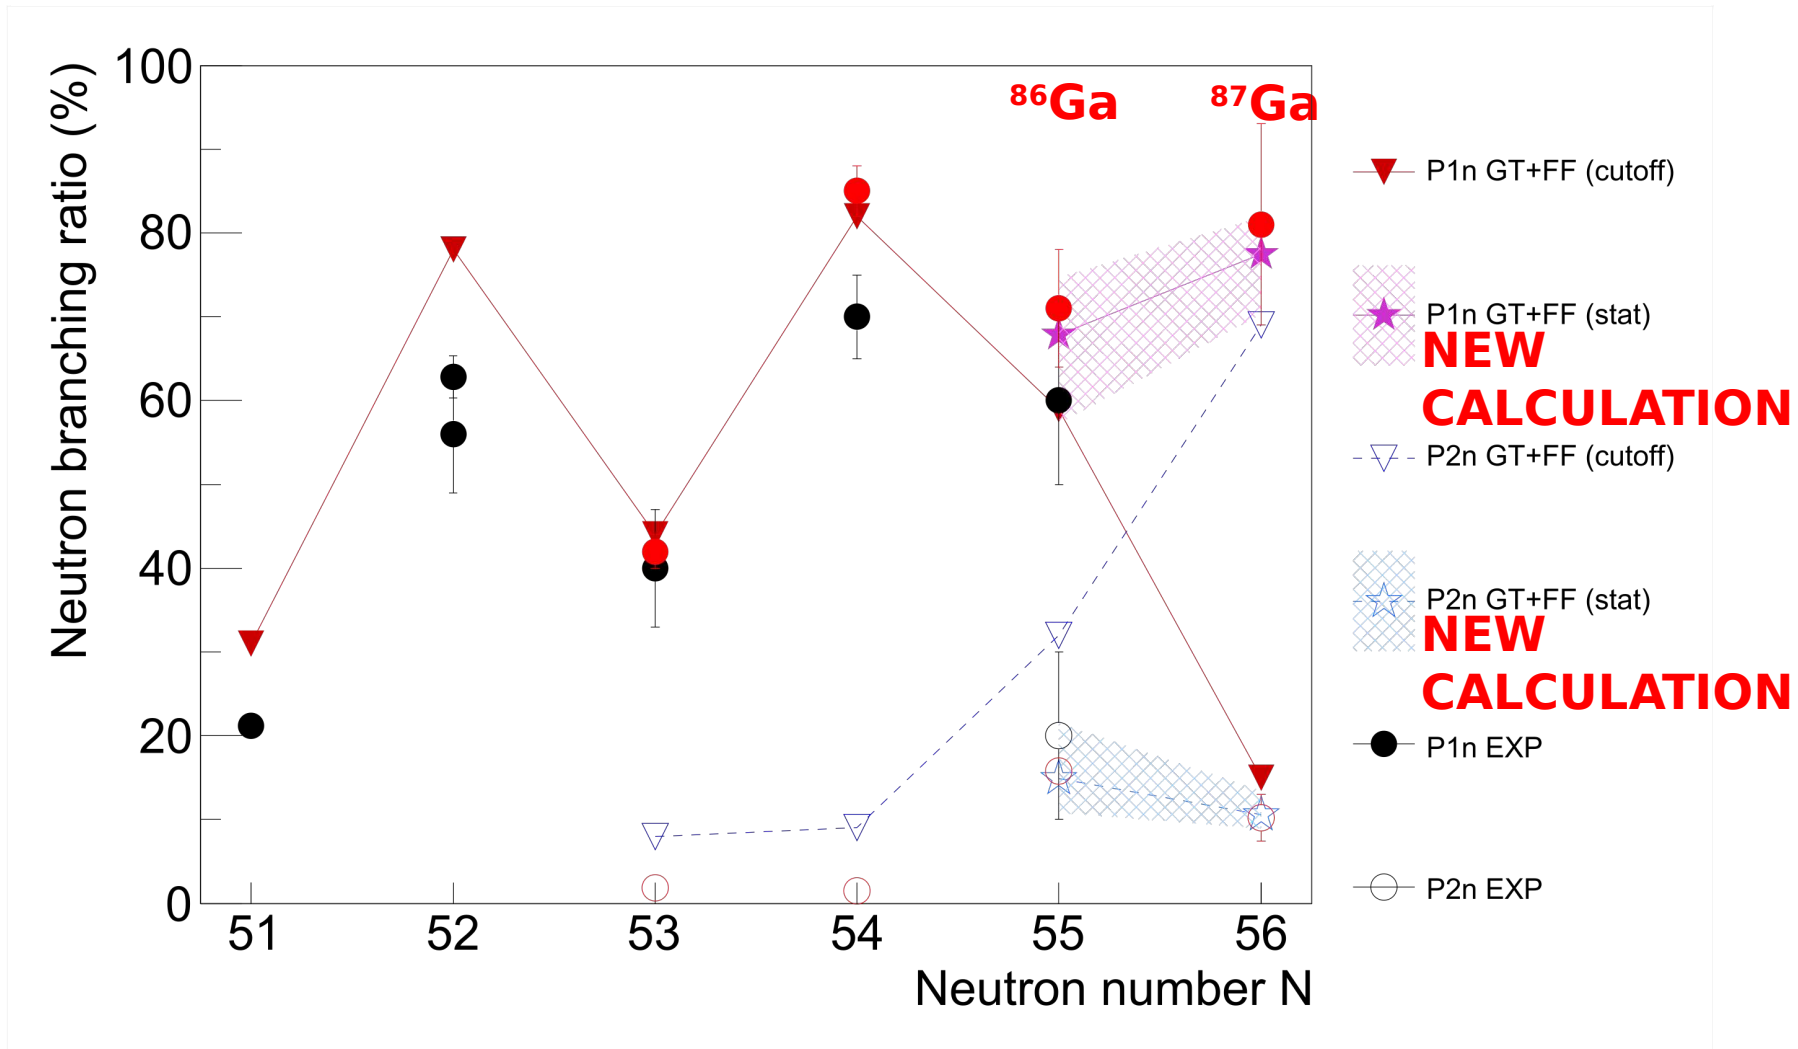 Neutron branching ratio (%)
100
80
60
40
20
0
51 52 53 54 55 56
Neutron number N
⁸⁶Ga ⁸⁷Ga
P1n GT+FF (cutoff)
P1n GT+FF (stat)
NEW
CALCULATION
P2n GT+FF (cutoff)
P2n GT+FF (stat)
NEW
CALCULATION
P1n EXP
P2n EXP